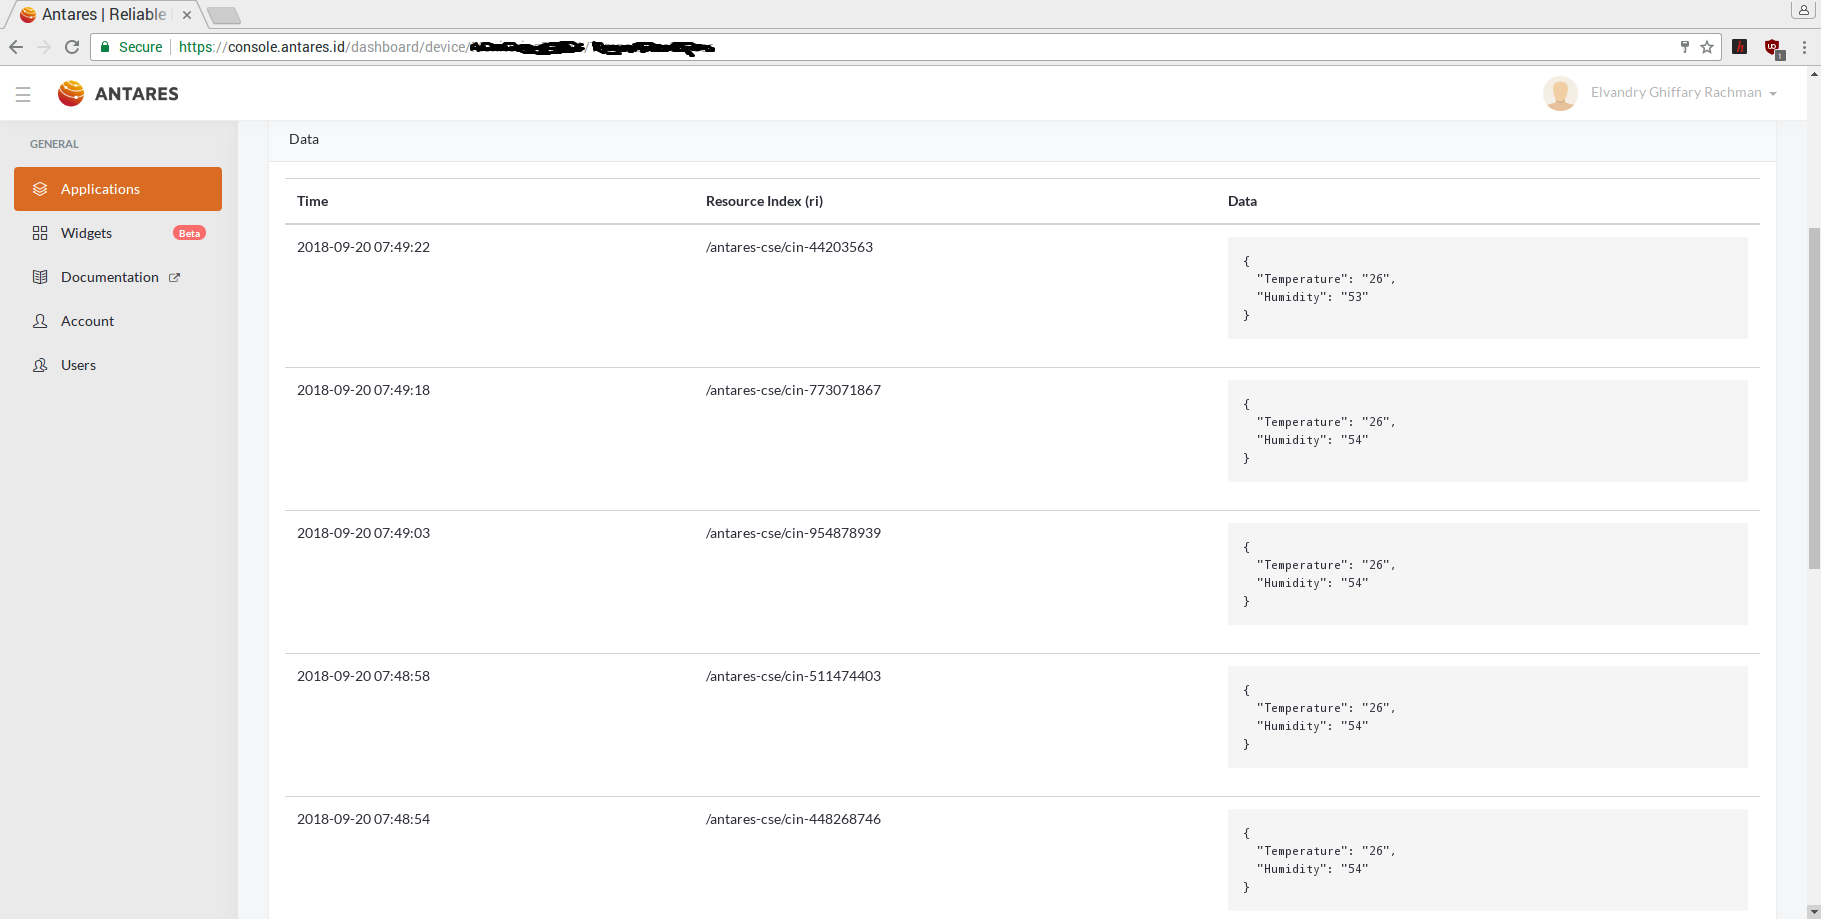 Antares | Reliable
Secure https://console.antares.id/dashboard/device/
ANTARES
Elvandry Ghiffary Rachman
GENERAL
Applications
Widgets Beta
Documentation
Account
Users
Data
Time Resource Index (ri) Data
2018-09-20 07:49:22 /antares-cse/cin-44203563
{
"Temperature": "26",
"Humidity": "53"
}
2018-09-20 07:49:18 /antares-cse/cin-773071867
{
"Temperature": "26",
"Humidity": "54"
}
2018-09-20 07:49:03 /antares-cse/cin-954878939
{
"Temperature": "26",
"Humidity": "54"
}
2018-09-20 07:48:58 /antares-cse/cin-511474403
{
"Temperature": "26",
"Humidity": "54"
}
2018-09-20 07:48:54 /antares-cse/cin-448268746
{
"Temperature": "26",
"Humidity": "54"
}